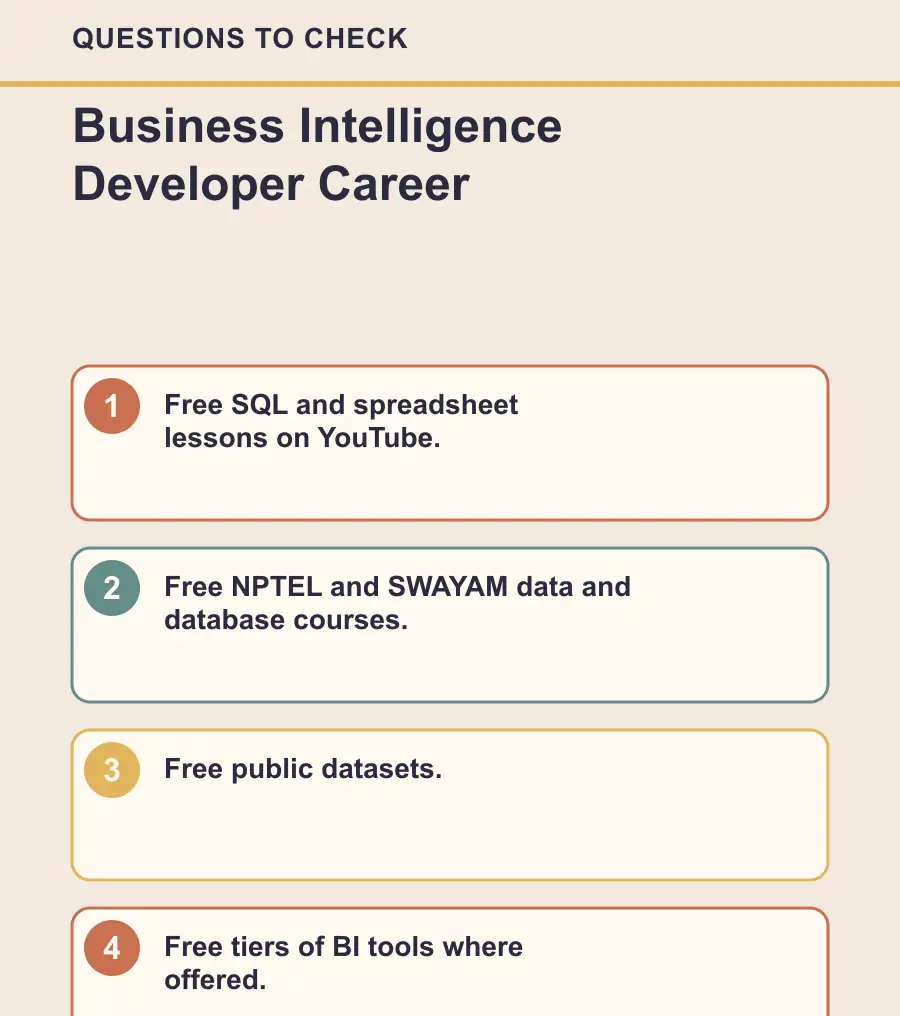 QUESTIONS TO CHECK
Business Intelligence
Developer Career
1
Free SQL and spreadsheet
lessons on YouTube.
2
Free NPTEL and SWAYAM data and
database courses.
3
Free public datasets.
4
Free tiers of BI tools where
offered.